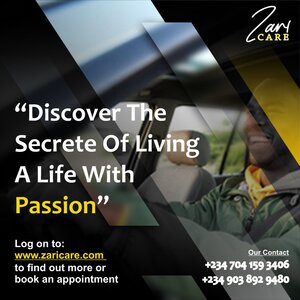 Zari
CARE
“Discover The
Secrete Of Living
A Life With
Passion”
Log on to:
www.zaricare.com
to find out more or
book an appointment
Our Contact
+234 704 159 3406
+234 903 892 9480